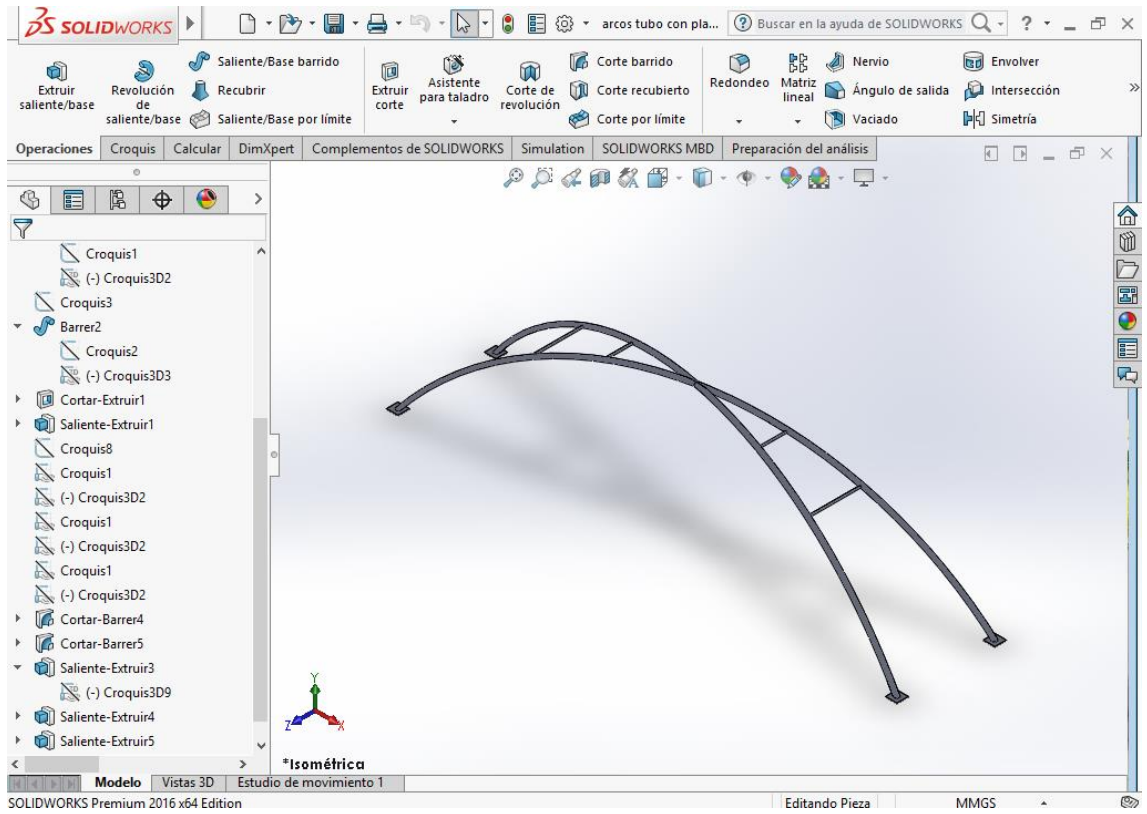 SOLIDWORKS
arcos tubo con pla...
Buscar en la ayuda de SOLIDWORKS
?
Extruir saliente/base
Revolución de saliente/base
Saliente/Base barrido
Recubrir
Saliente/Base por límite
Extruir corte
Asistente para taladro
Corte de revolución
Corte barrido
Corte recubierto
Corte por límite
Redondeo
Matriz lineal
Nervio
Ángulo de salida
Vaciado
Envolver
Intersección
Simetría
Operaciones Croquis Calcular DimXpert Complementos de SOLIDWORKS Simulation SOLIDWORKS MBD Preparación del análisis
Croquis1
(-) Croquis3D2
Croquis3
Barrer2
Croquis2
(-) Croquis3D3
Cortar-Extruir1
Saliente-Extruir1
Croquis8
Croquis1
(-) Croquis3D2
Croquis1
(-) Croquis3D2
Croquis1
(-) Croquis3D2
Cortar-Barrer4
Cortar-Barrer5
Saliente-Extruir3
(-) Croquis3D9
Saliente-Extruir4
Saliente-Extruir5
Y
Z
X
*Isométrica
Modelo Vistas 3D Estudio de movimiento 1
SOLIDWORKS Premium 2016 x64 Edition Editando Pieza MMGS